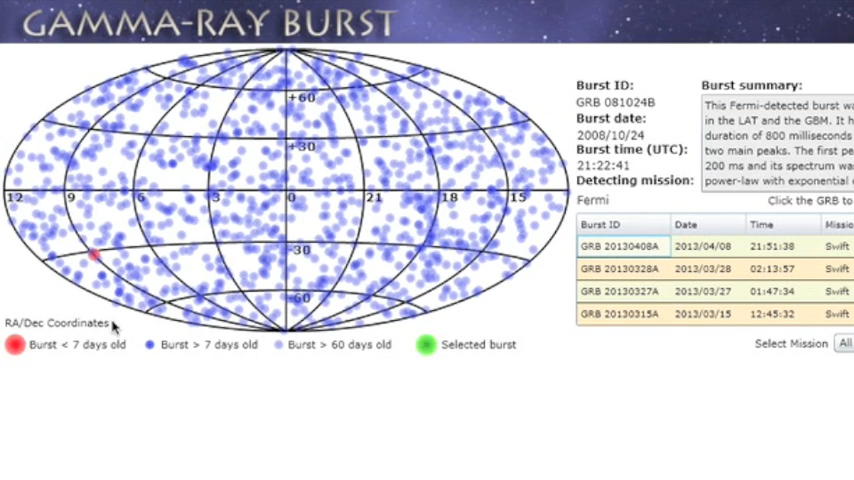 GAMMA-RAY BURST
+60
+30
12 9 6 3 0 21 18 15
-30
-60
RA/Dec Coordinates
Burst < 7 days old
Burst > 7 days old
Burst > 60 days old
Selected burst
Burst ID:
GRB 081024B
Burst date:
2008/10/24
Burst time (UTC):
21:22:41
Detecting mission:
Fermi
Burst summary:
This Fermi-detected burst
in the LAT and the GBM. It
duration of 800 milliseconds
two main peaks. The first
200 ms and its spectrum
power-law with exponential
Click the GRB to
Burst ID Date Time
GRB 20130408A 2013/04/08 21:51:38 Swift
GRB 20130328A 2013/03/28 02:13:57 Swift
GRB 20130327A 2013/03/27 01:47:34 Swift
GRB 20130315A 2013/03/15 12:45:32 Swift
Select Mission All